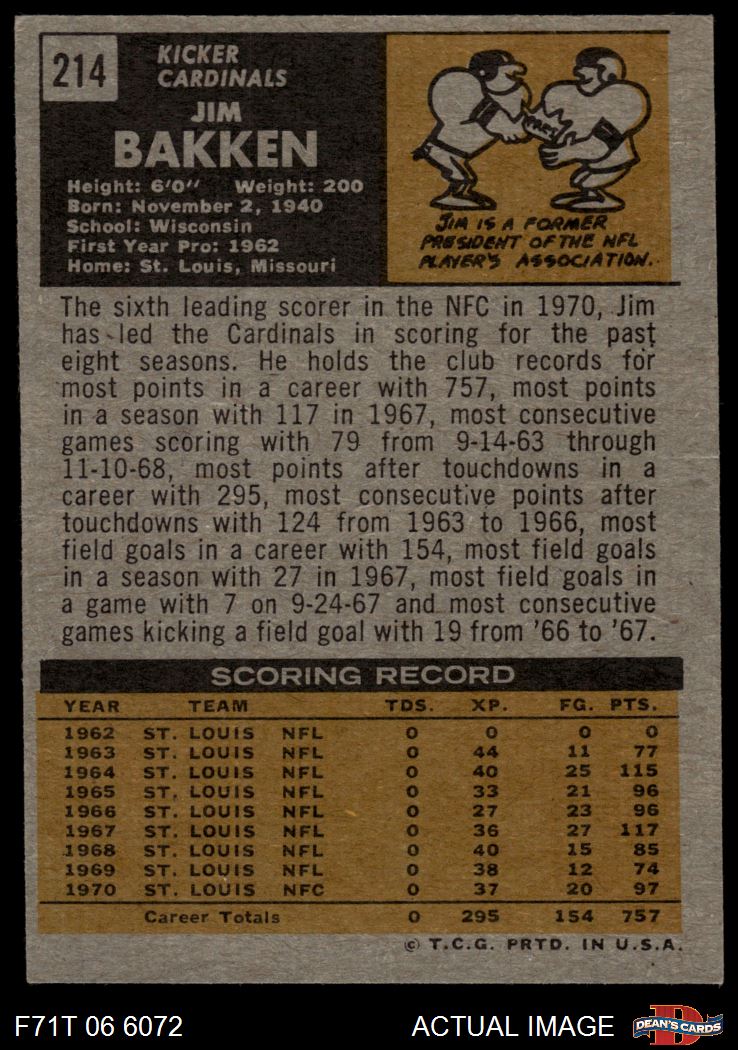 214
KICKER
CARDINALS
JIM
BAKKEN
Height: 6'0" Weight: 200
Born: November 2, 1940
School: Wisconsin
First Year Pro: 1962
Home: St. Louis, Missouri
PRES.
JIM IS A FORMER
PRESIDENT OF THE NFL
PLAYER'S ASSOCIATION.
The sixth leading scorer in the NFC in 1970, Jim
has led the Cardinals in scoring for the past
eight seasons. He holds the club records for
most points in a career with 757, most points
in a season with 117 in 1967, most consecutive
games scoring with 79 from 9-14-63 through
11-10-68, most points after touchdowns in a
career with 295, most consecutive points after
touchdowns with 124 from 1963 to 1966, most
field goals in a career with 154, most field goals
in a season with 27 in 1967, most field goals in
a game with 7 on 9-24-67 and most consecutive
games kicking a field goal with 19 from '66 to '67.
SCORING RECORD
YEAR TEAM TDS. XP. FG. PTS.
1962 ST. LOUIS NFL 0 0 0 0
1963 ST. LOUIS NFL 0 44 11 77
1964 ST. LOUIS NFL 0 40 25 115
1965 ST. LOUIS NFL 0 33 21 96
1966 ST. LOUIS NFL 0 27 23 96
1967 ST. LOUIS NFL 0 36 27 117
1968 ST. LOUIS NFL 0 40 15 85
1969 ST. LOUIS NFL 0 38 12 74
1970 ST. LOUIS NFC 0 37 20 97
Career Totals 0 295 154 757
© T.C.G. PRTD. IN U.S.A.
F71T 06 6072 ACTUAL IMAGE
D
DEAN'S CARDS